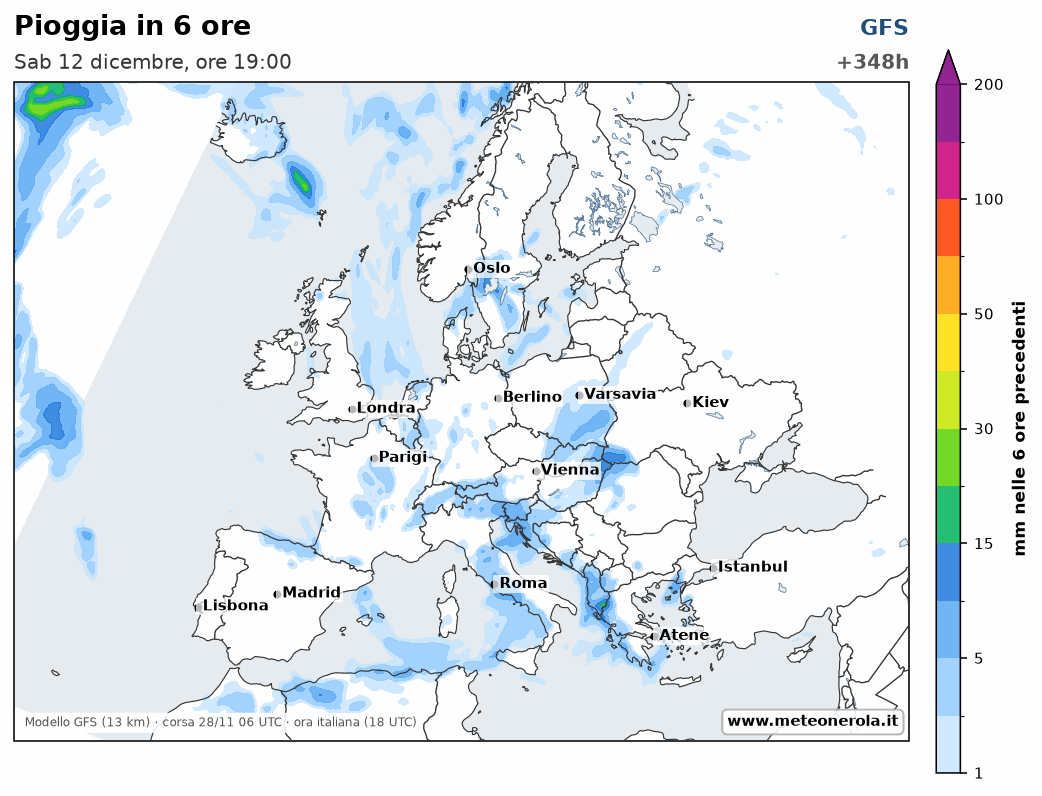 Pioggia in 6 ore
GFS
Sab 12 dicembre, ore 19:00
+348h
200
100
50
30
15
5
1
mm nelle 6 ore precedenti
Oslo
Berlino
Varsavia
Kiev
Londra
Parigi
Vienna
Istanbul
Roma
Madrid
Lisbona
Atene
Modello GFS (13 km) · corsa 28/11 06 UTC · ora italiana (18 UTC)
www.meteonerola.it